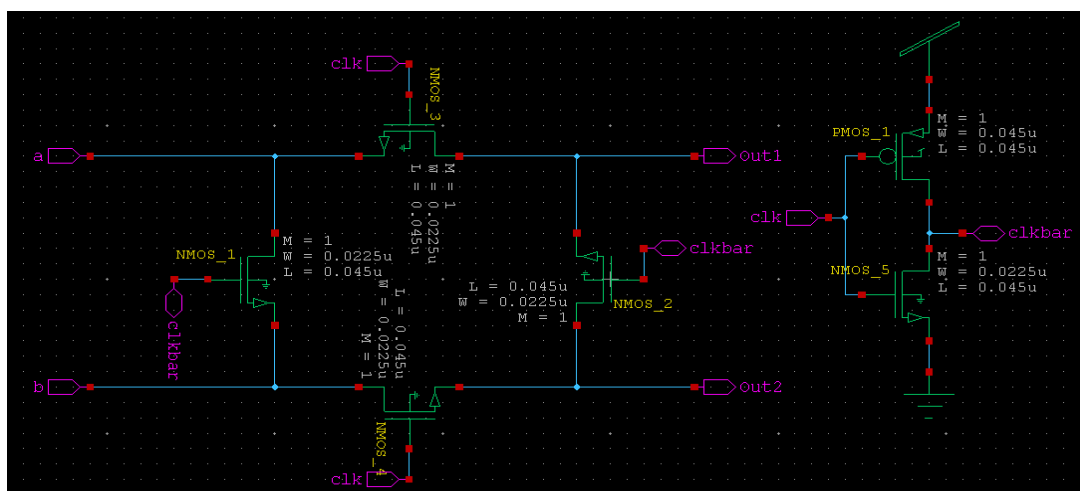 clk
NMOS_3
a
Out1
M = 1
W = 0.0225u
L = 0.045u
NMOS_1
M = 1
W = 0.0225u
L = 0.045u
clkbar
clkbar
L = 0.045u
W = 0.0225u
M = 1
NMOS_2
L = 0.045u
W = 0.0225u
M = 1
b
Out2
NMOS_4
clk
PMOS_1
M = 1
W = 0.045u
L = 0.045u
clk
clkbar
NMOS_5
M = 1
W = 0.0225u
L = 0.045u